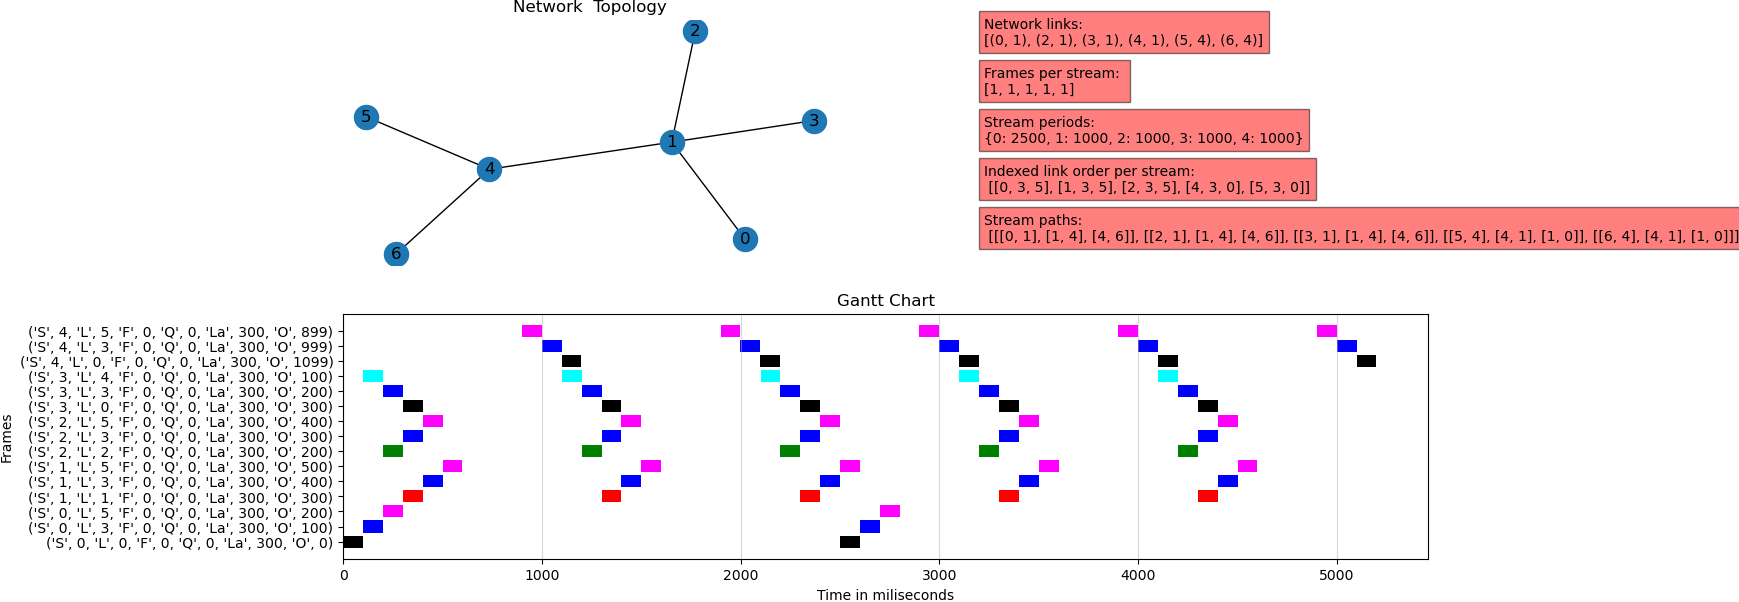 Network  Topology
2
5
3
1
4
0
6
Network links:
[(0, 1), (2, 1), (3, 1), (4, 1), (5, 4), (6, 4)]
Frames per stream:
[1, 1, 1, 1, 1]
Stream periods:
{0: 2500, 1: 1000, 2: 1000, 3: 1000, 4: 1000}
Indexed link order per stream:
[[0, 3, 5], [1, 3, 5], [2, 3, 5], [4, 3, 0], [5, 3, 0]]
Stream paths:
[[[0, 1], [1, 4], [4, 6]], [[2, 1], [1, 4], [4, 6]], [[3, 1], [1, 4], [4, 6]], [[5, 4], [4, 1], [1, 0]], [[6, 4], [4, 1], [1, 0]]]
Gantt Chart
Frames
('S', 4, 'L', 5, 'F', 0, 'Q', 0, 'La', 300, 'O', 899)
('S', 4, 'L', 3, 'F', 0, 'Q', 0, 'La', 300, 'O', 999)
('S', 4, 'L', 0, 'F', 0, 'Q', 0, 'La', 300, 'O', 1099)
('S', 3, 'L', 4, 'F', 0, 'Q', 0, 'La', 300, 'O', 100)
('S', 3, 'L', 3, 'F', 0, 'Q', 0, 'La', 300, 'O', 200)
('S', 3, 'L', 0, 'F', 0, 'Q', 0, 'La', 300, 'O', 300)
('S', 2, 'L', 5, 'F', 0, 'Q', 0, 'La', 300, 'O', 400)
('S', 2, 'L', 3, 'F', 0, 'Q', 0, 'La', 300, 'O', 300)
('S', 2, 'L', 2, 'F', 0, 'Q', 0, 'La', 300, 'O', 200)
('S', 1, 'L', 5, 'F', 0, 'Q', 0, 'La', 300, 'O', 500)
('S', 1, 'L', 3, 'F', 0, 'Q', 0, 'La', 300, 'O', 400)
('S', 1, 'L', 1, 'F', 0, 'Q', 0, 'La', 300, 'O', 300)
('S', 0, 'L', 5, 'F', 0, 'Q', 0, 'La', 300, 'O', 200)
('S', 0, 'L', 3, 'F', 0, 'Q', 0, 'La', 300, 'O', 100)
('S', 0, 'L', 0, 'F', 0, 'Q', 0, 'La', 300, 'O', 0)
0 1000 2000 3000 4000 5000
Time in miliseconds